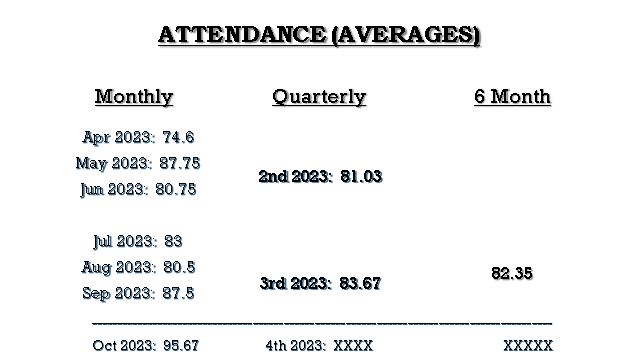 ATTENDANCE (AVERAGES)
Monthly Quarterly 6 Month
Apr 2023: 74.6
May 2023: 87.75
2nd 2023: 81.03
Jun 2023: 80.75
Jul 2023: 83
Aug 2023: 80.5
82.35
3rd 2023: 83.67
Sep 2023: 87.5
Oct 2023: 95.67 4th 2023: XXXX XXXXX